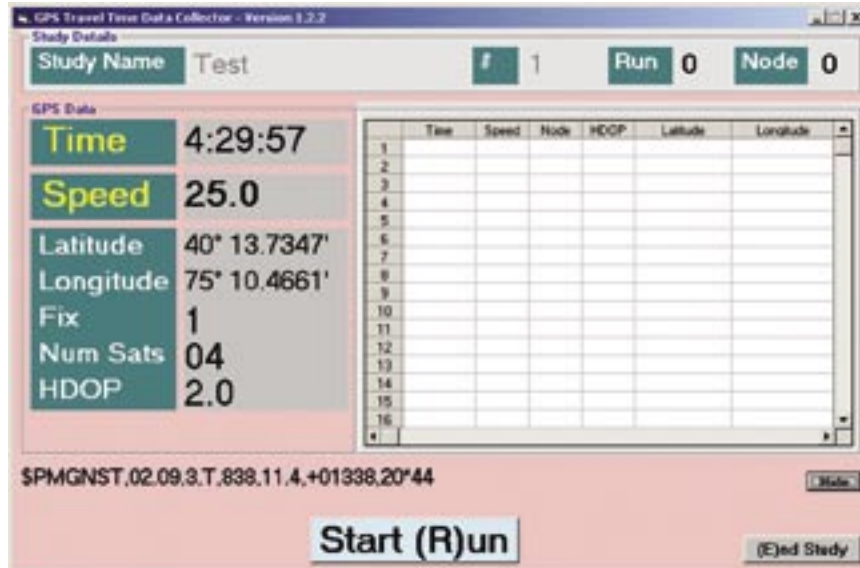 GPS Travel Time Data Collector - Version 1.2.2
Study Details
Study Name Test # 1 Run 0 Node 0
GPS Data
Time 4:29:57
Speed 25.0
Latitude 40° 13.7347'
Longitude 75° 10.4661'
Fix 1
Num Sats 04
HDOP 2.0
Time Speed Node HDOP Latitude Longitude
1
2
3
4
5
6
7
8
9
10
11
12
13
14
15
16
$PMGNST,02.09,3,T,838,11.4,+01338,20*44
Hide
Start (R)un
(E)nd Study